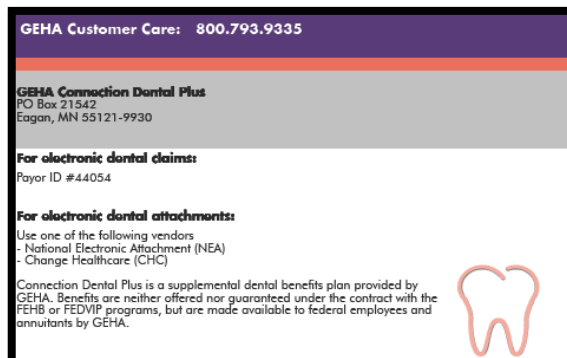 GEHA Customer Care: 800.793.9335
GEHA Connection Dental Plus
PO Box 21542
Eagan, MN 55121-9930
For electronic dental claims:
Payor ID #44054
For electronic dental attachments:
Use one of the following vendors
- National Electronic Attachment (NEA)
- Change Healthcare (CHC)
Connection Dental Plus is a supplemental dental benefits plan provided by
GEHA. Benefits are neither offered nor guaranteed under the contract with the
FEHB or FEDVIP programs, but are made available to federal employees and
annuitants by GEHA.